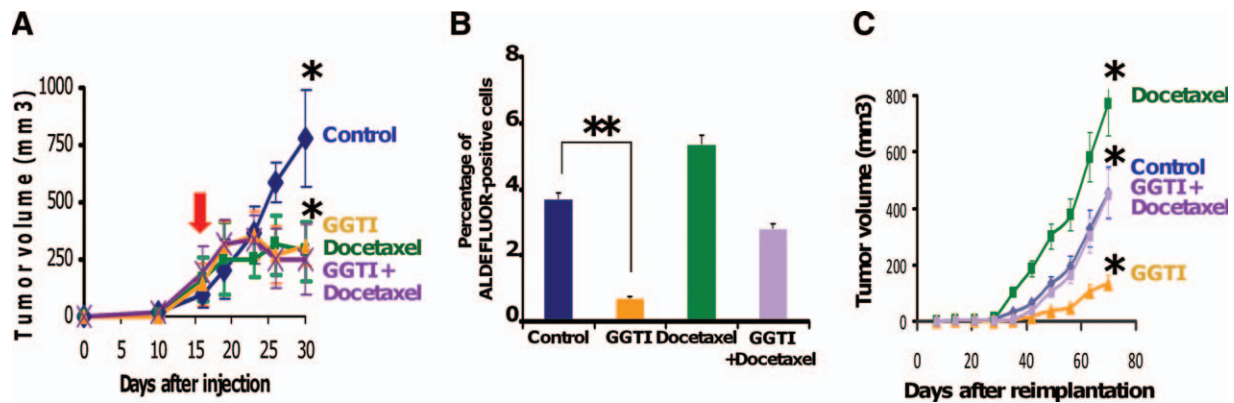 A
Tumor volume (mm3)
1000
750
500
250
0
0 5 10 15 20 25 30
Days after injection
*
Control
*
GGTI
Docetaxel
GGTI+
Docetaxel
B
Percentage of
ALDEFLUOR-positive cells
8
6
4
2
0
**
Control GGTI Docetaxel GGTI
+Docetaxel
C
Tumor volume (mm3)
800
600
400
200
0
0 20 40 60 80
Days after reimplantation
*
Docetaxel
*
Control
GGTI+
Docetaxel
*
GGTI